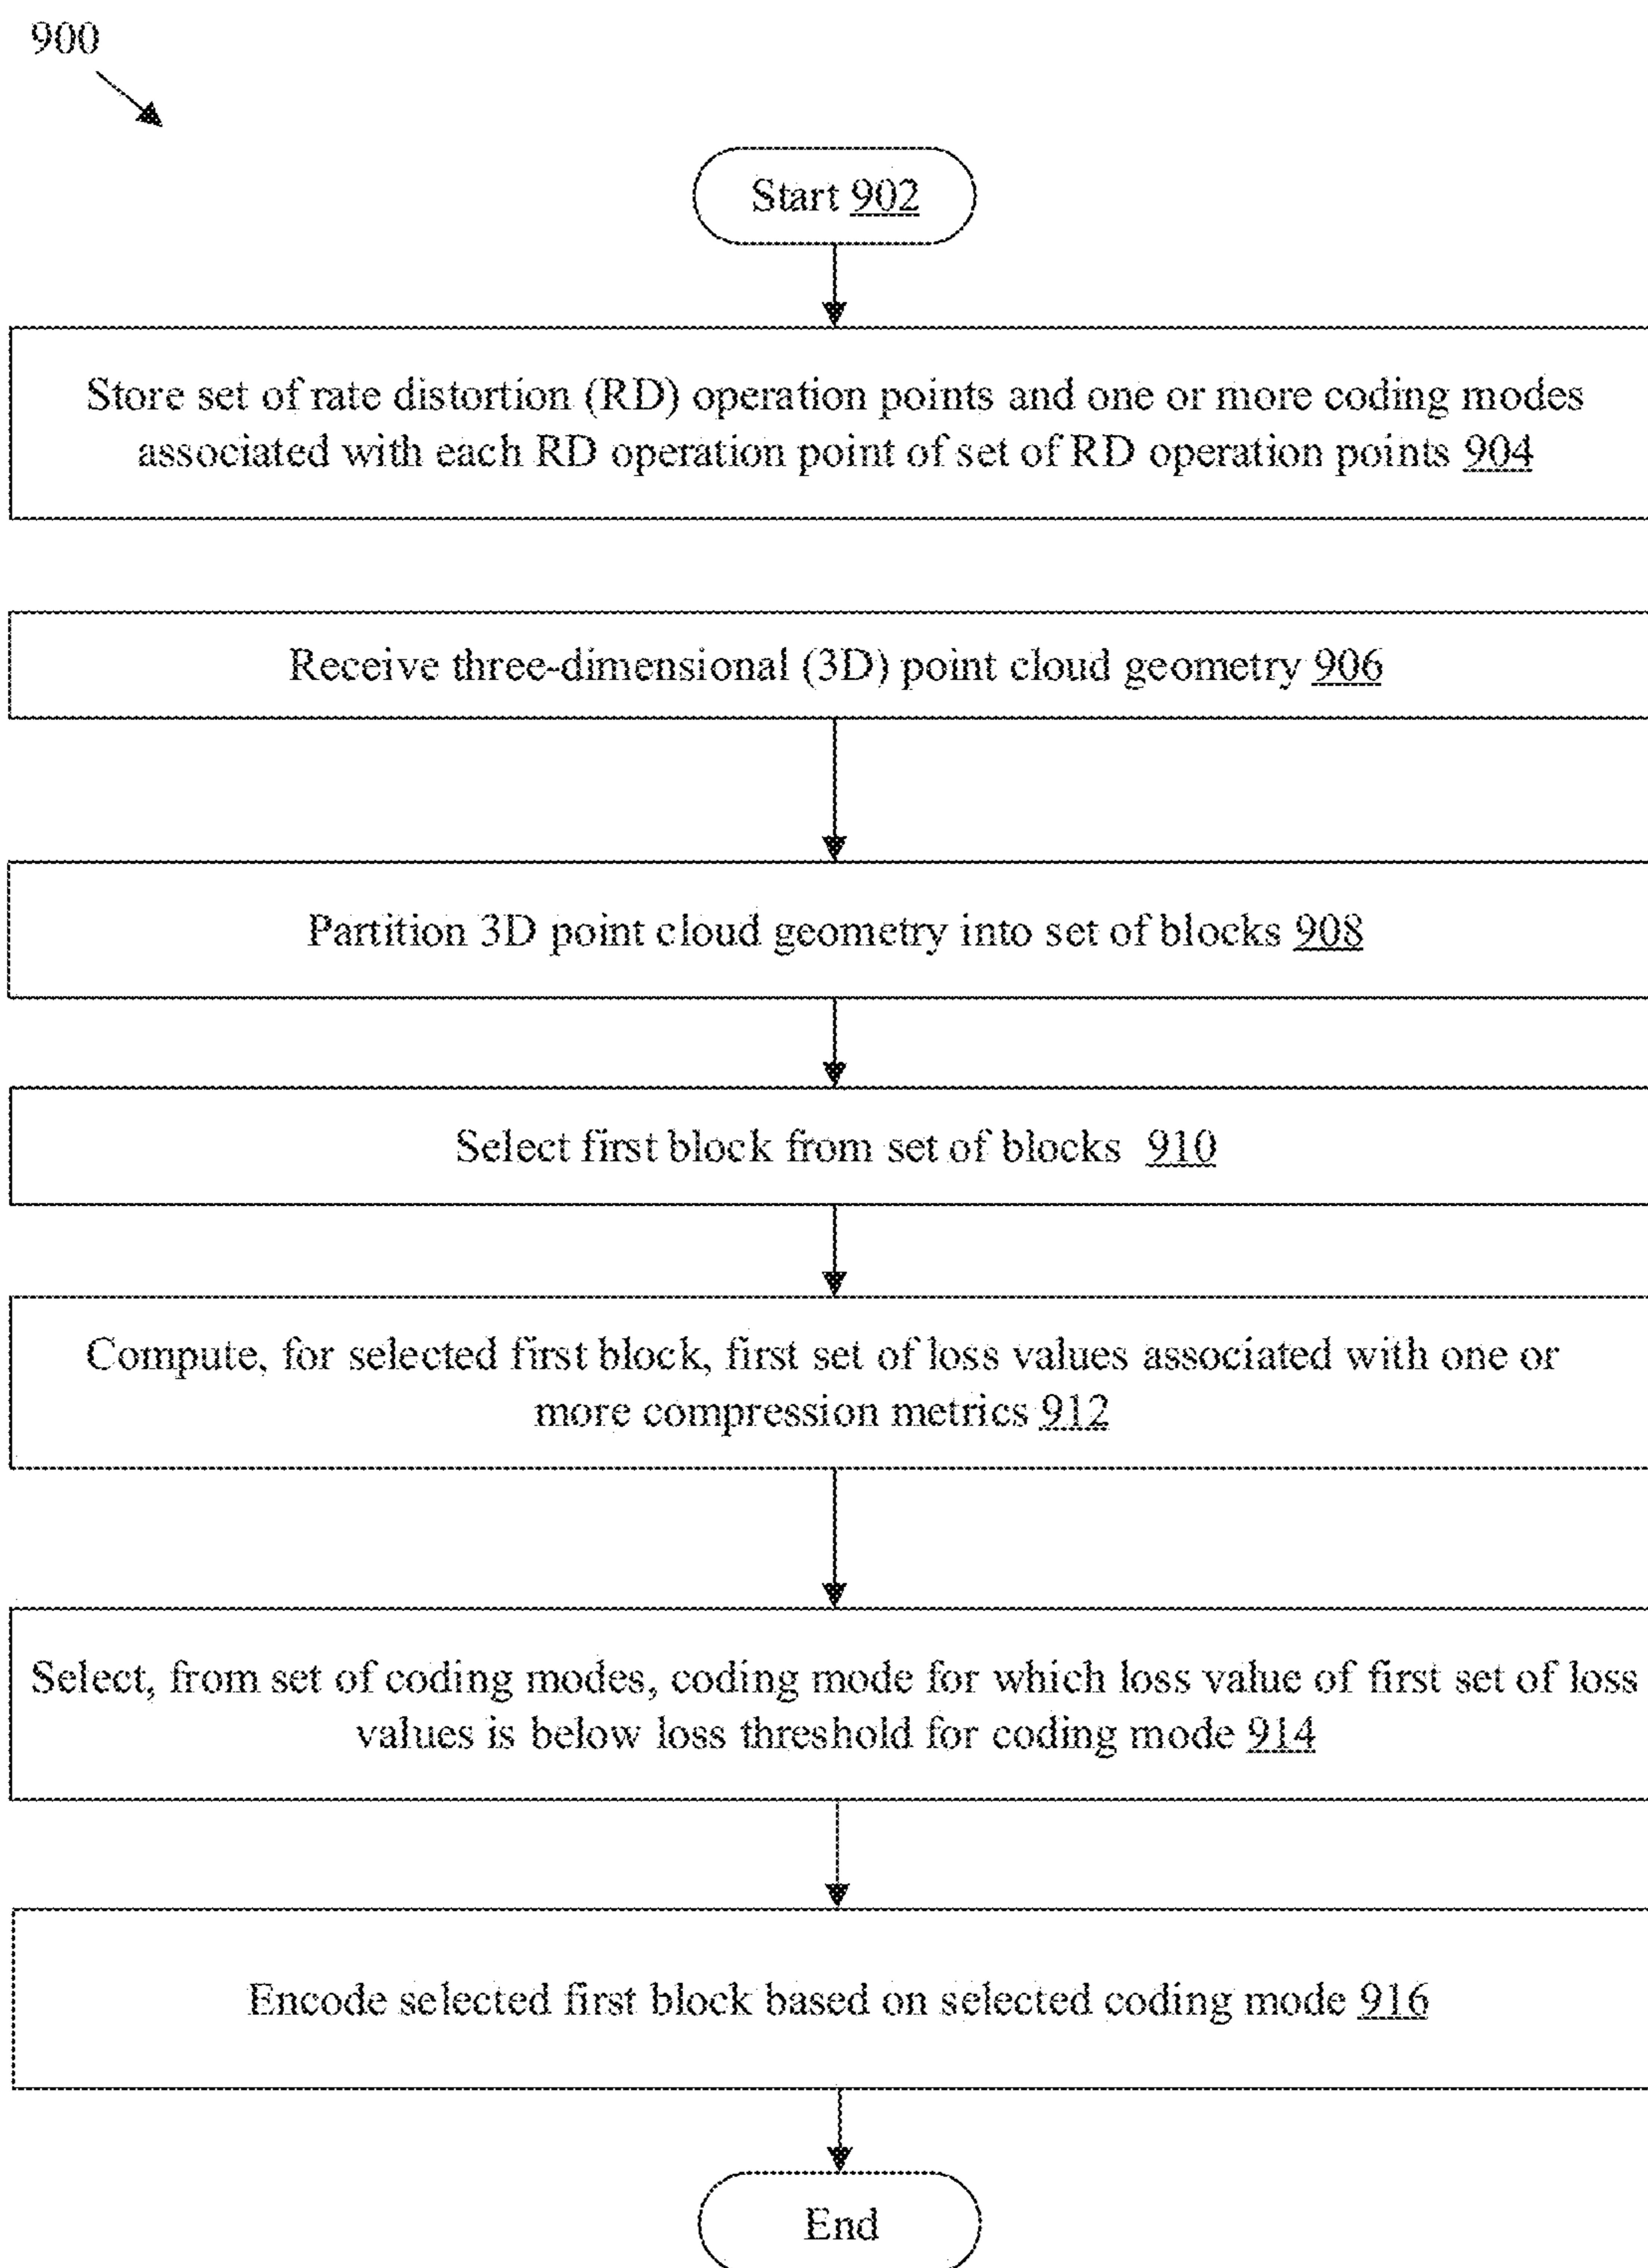 900
Start 902
Store set of rate distortion (RD) operation points and one or more coding modes
associated with each RD operation point of set of RD operation points 904
Receive three-dimensional (3D) point cloud geometry 906
Partition 3D point cloud geometry into set of blocks 908
Select first block from set of blocks 910
Compute, for selected first block, first set of loss values associated with one or
more compression metrics 912
Select, from set of coding modes, coding mode for which loss value of first set of loss
values is below loss threshold for coding mode 914
Encode selected first block based on selected coding mode 916
End